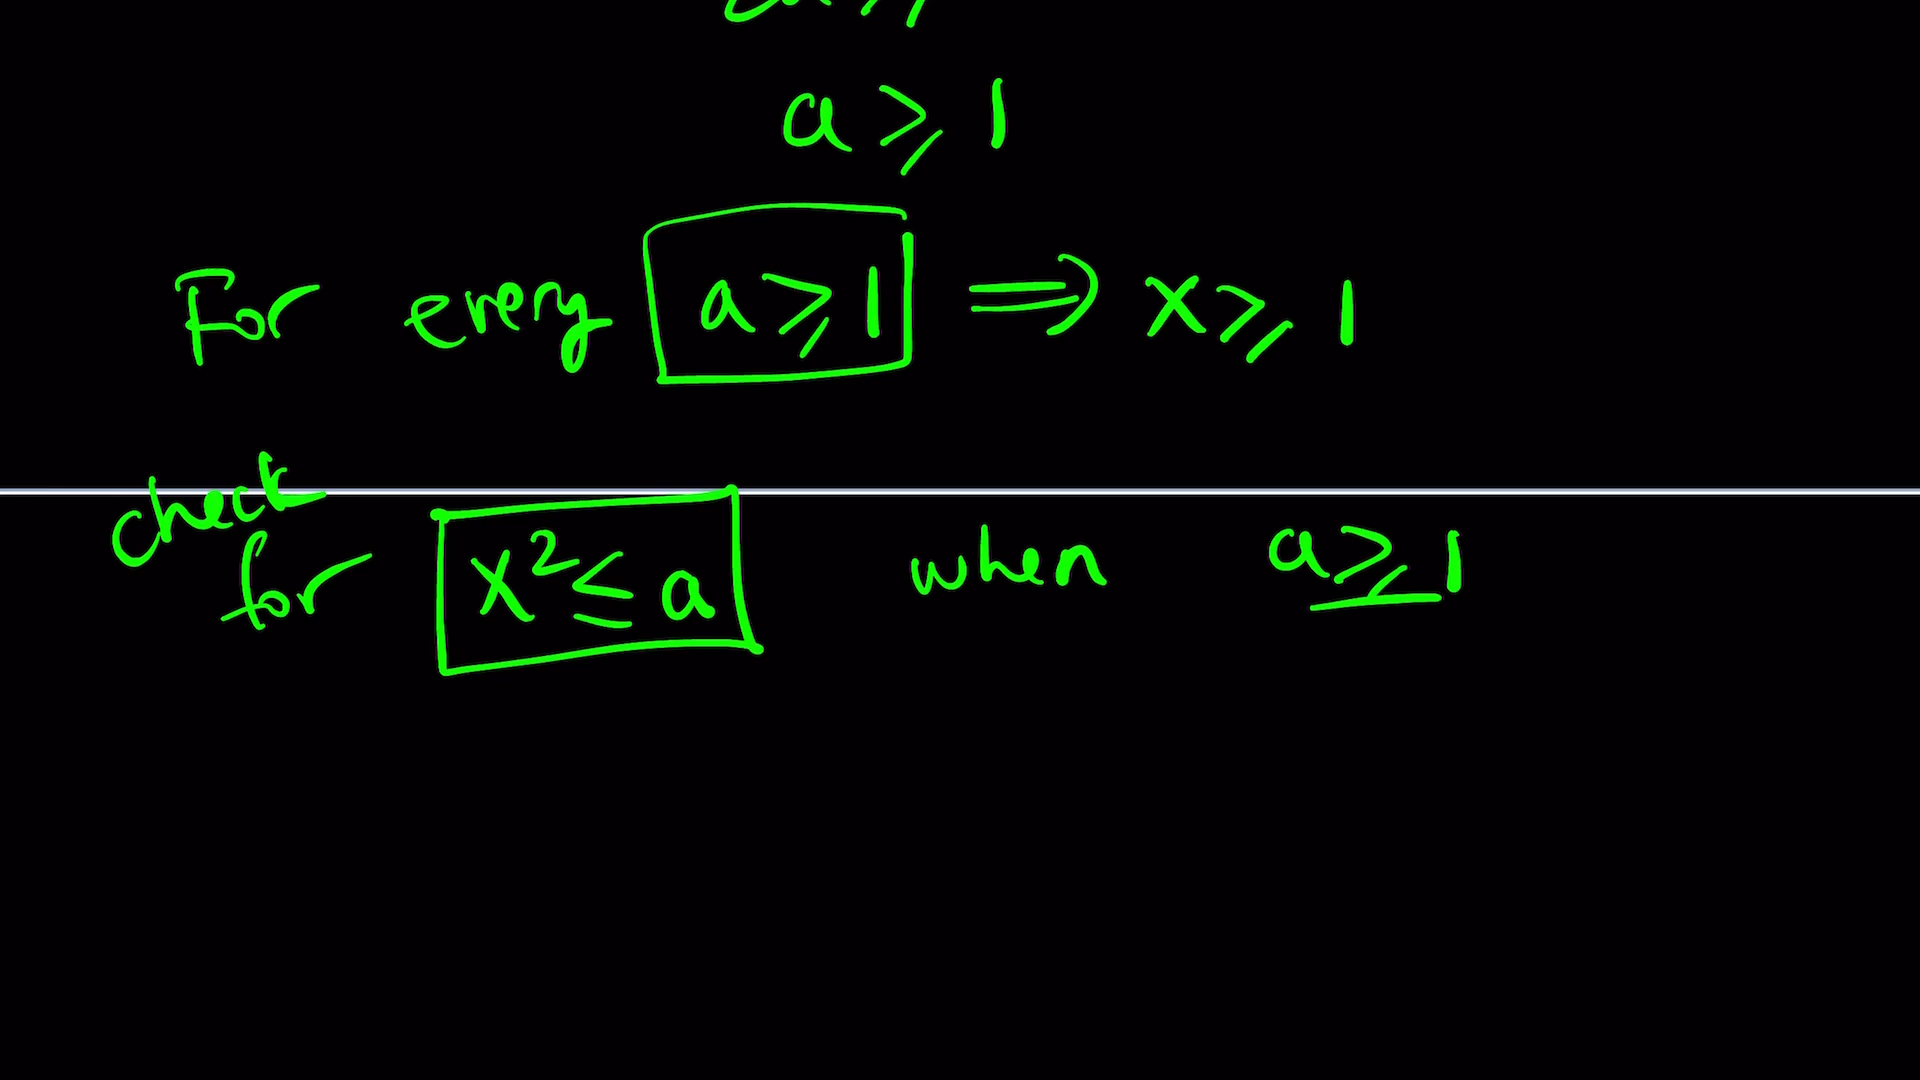 a ⩾ 1
For every a ⩾ 1 ⇒ x ⩾ 1
check
for x² ≤ a when a ⩾ 1